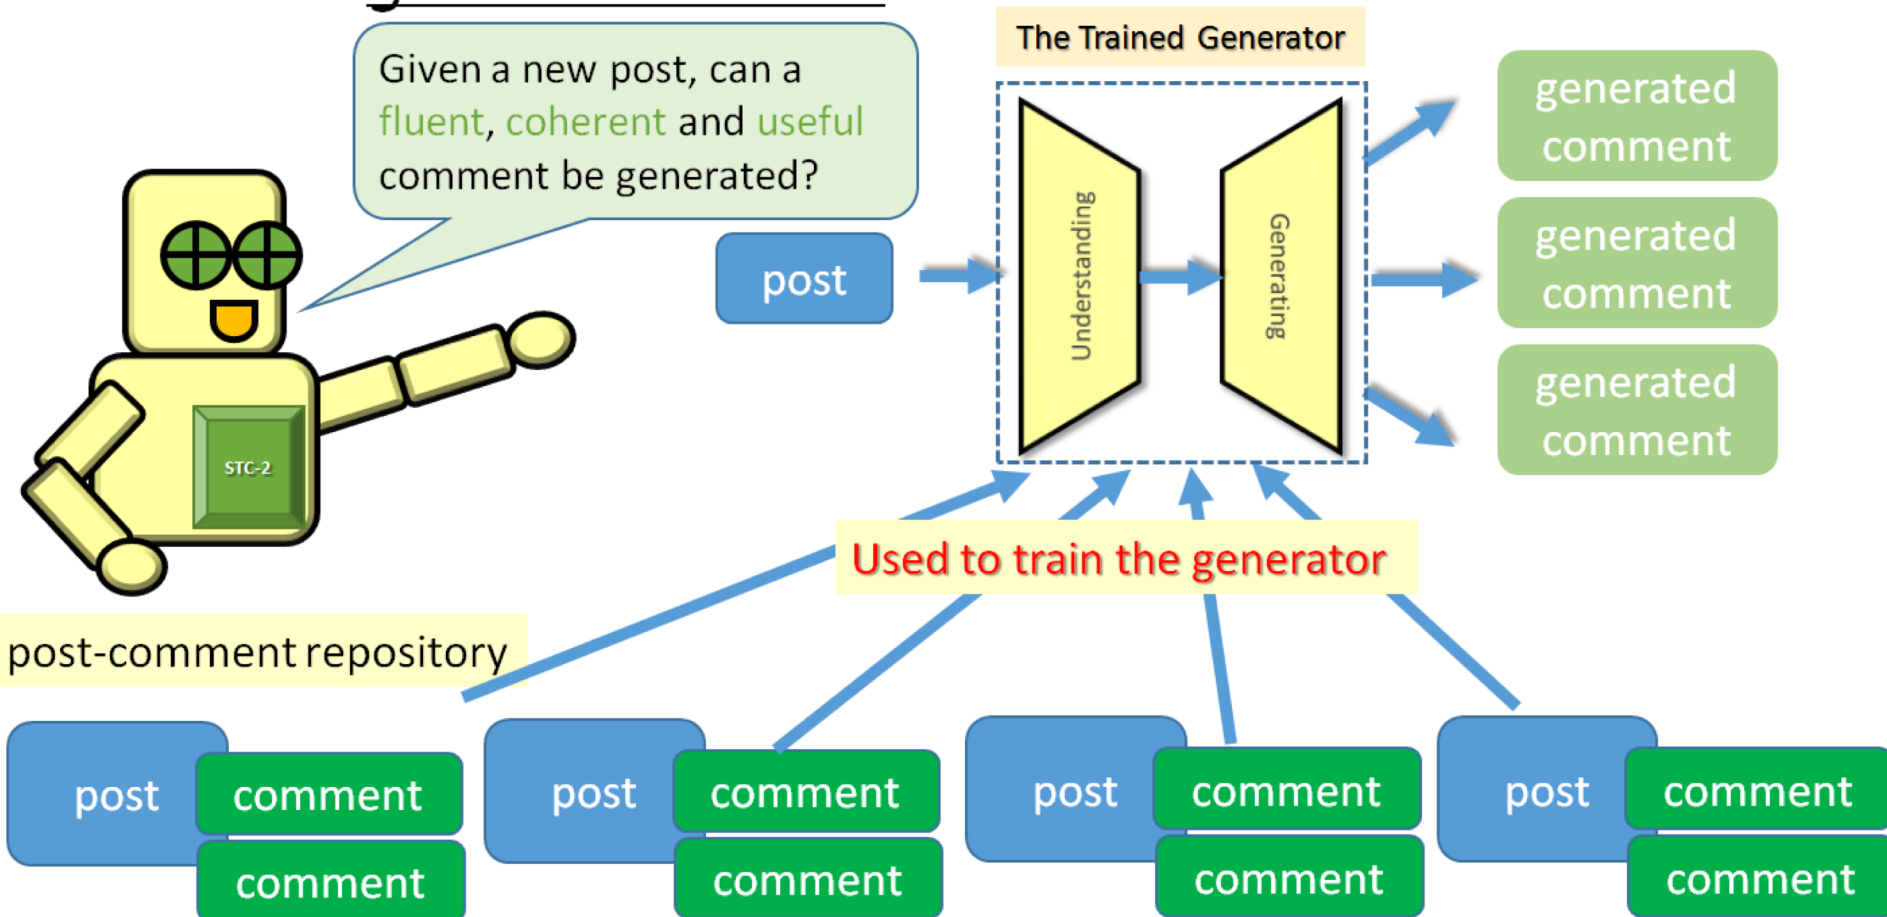 Given a new post, can a
fluent, coherent and useful
comment be generated?
The Trained Generator
post
Understanding
Generating
generated
comment
generated
comment
generated
comment
STC-2
Used to train the generator
post-comment repository
post
comment
comment
post
comment
comment
post
comment
comment
post
comment
comment